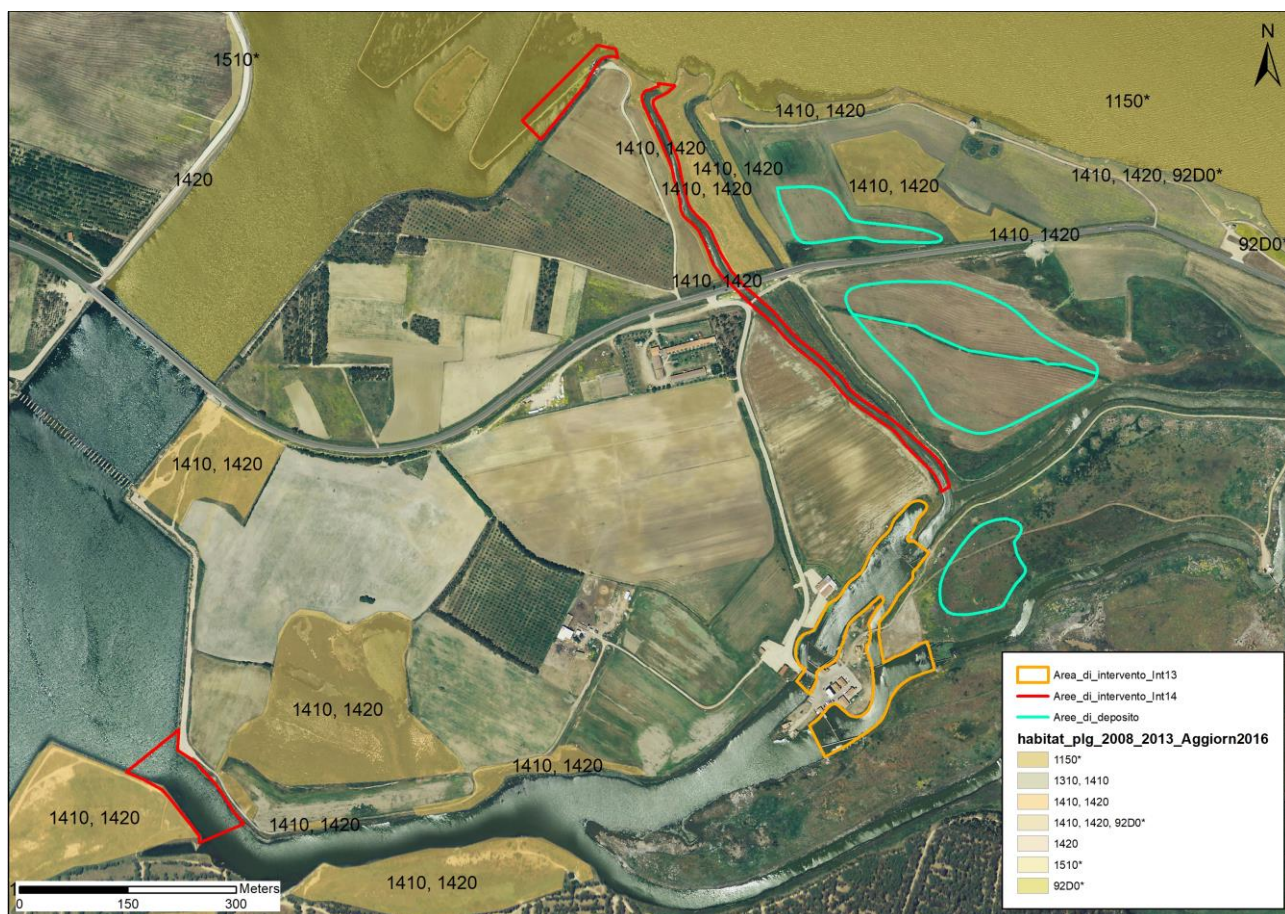 N
1510*
1150*
1410, 1420
1410, 1420
1410, 1420
1410, 1420
1410, 1420
1410, 1420, 92D0*
1420
1410, 1420
92D0*
1410, 1420
1410, 1420
1410, 1420
1410, 1420
1410, 1420
1410, 1420
1410, 1420
Meters
0 150 300
Area_di_intervento_Int13
Aree_di_intervento_Int14
Aree_di_deposito
habitat_plg_2008_2013_Aggiorn2016
1150*
1310, 1410
1410, 1420
1410, 1420, 92D0*
1420
1510*
92D0*